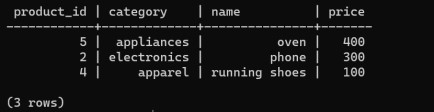 product_id | category | name | price
-----------+-------------+---------------+-------
5 | appliances | oven | 400
2 | electronics | phone | 300
4 | apparel | running shoes | 100
(3 rows)